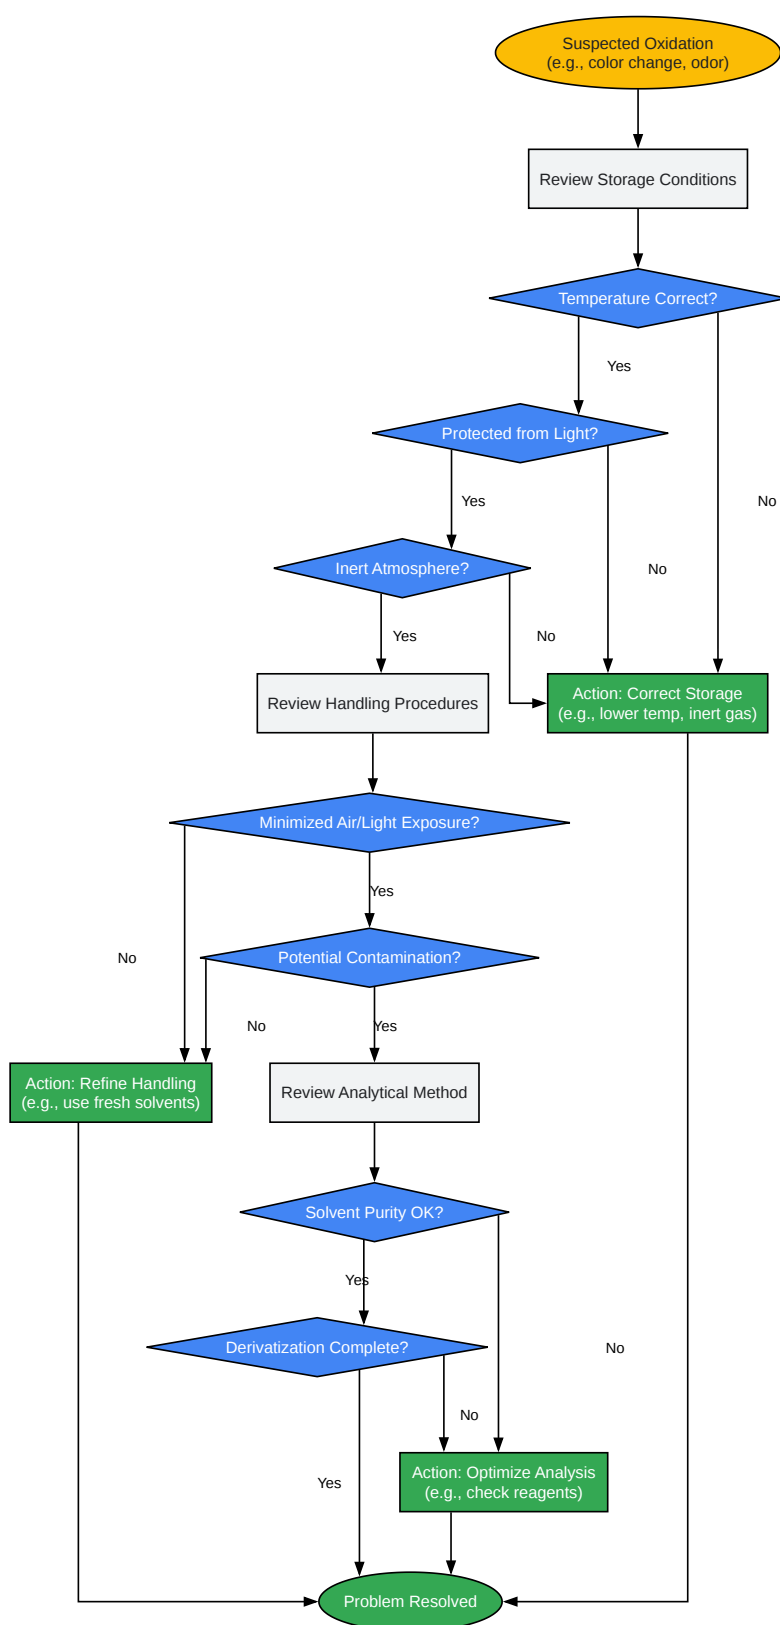 Suspected Oxidation
(e.g., color change, odor)
Review Storage Conditions
Temperature Correct?
Yes
Protected from Light?
Yes
No
Inert Atmosphere?
No
Yes
No
Review Handling Procedures
Action: Correct Storage
(e.g., lower temp, inert gas)
Minimized Air/Light Exposure?
Yes
No
Potential Contamination?
No
Yes
Action: Refine Handling
(e.g., use fresh solvents)
Review Analytical Method
Solvent Purity OK?
Yes
Derivatization Complete?
No
No
Action: Optimize Analysis
(e.g., check reagents)
Yes
Problem Resolved